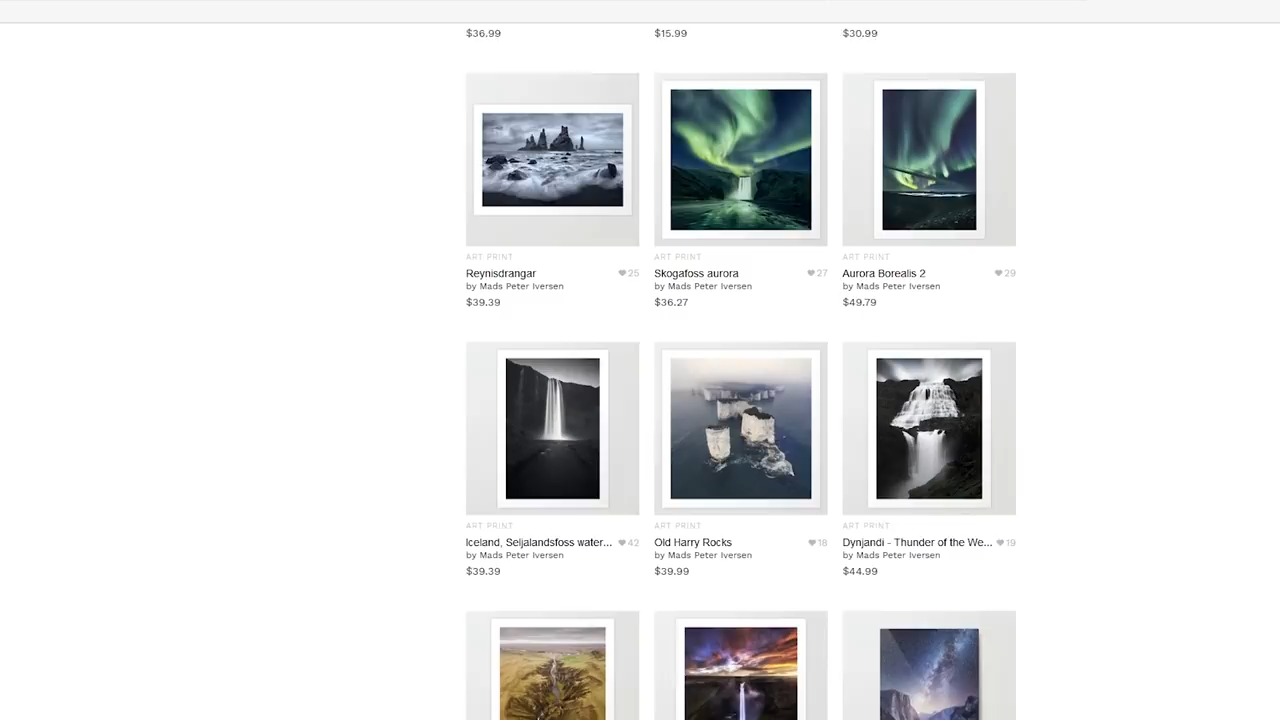 $36.99 $15.99 $30.99
ART PRINT ART PRINT ART PRINT
Reynisdrangar 25 Skogafoss aurora 27 Aurora Borealis 2 29
by Mads Peter Iversen by Mads Peter Iversen by Mads Peter Iversen
$39.39 $36.27 $49.79
ART PRINT ART PRINT ART PRINT
Iceland, Seljalandsfoss water... 42 Old Harry Rocks 18 Dynjandi - Thunder of the We... 19
by Mads Peter Iversen by Mads Peter Iversen by Mads Peter Iversen
$39.39 $39.99 $44.99